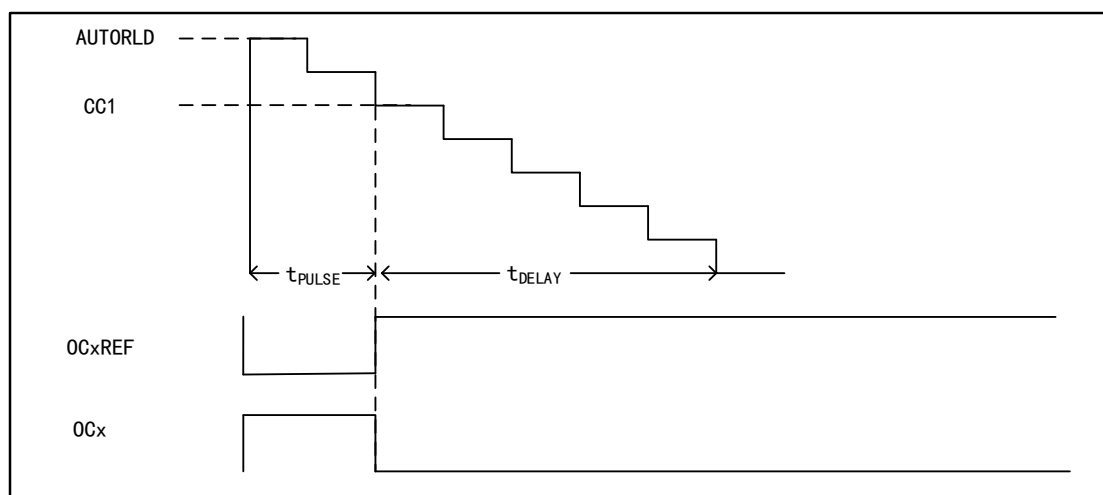 AUTORLD
CC1
tPULSE
tDELAY
OCxREF
OCx